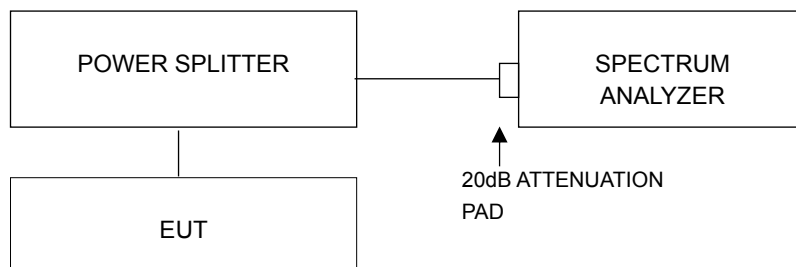 POWER SPLITTER
SPECTRUM
ANALYZER
20dB ATTENUATION
PAD
EUT